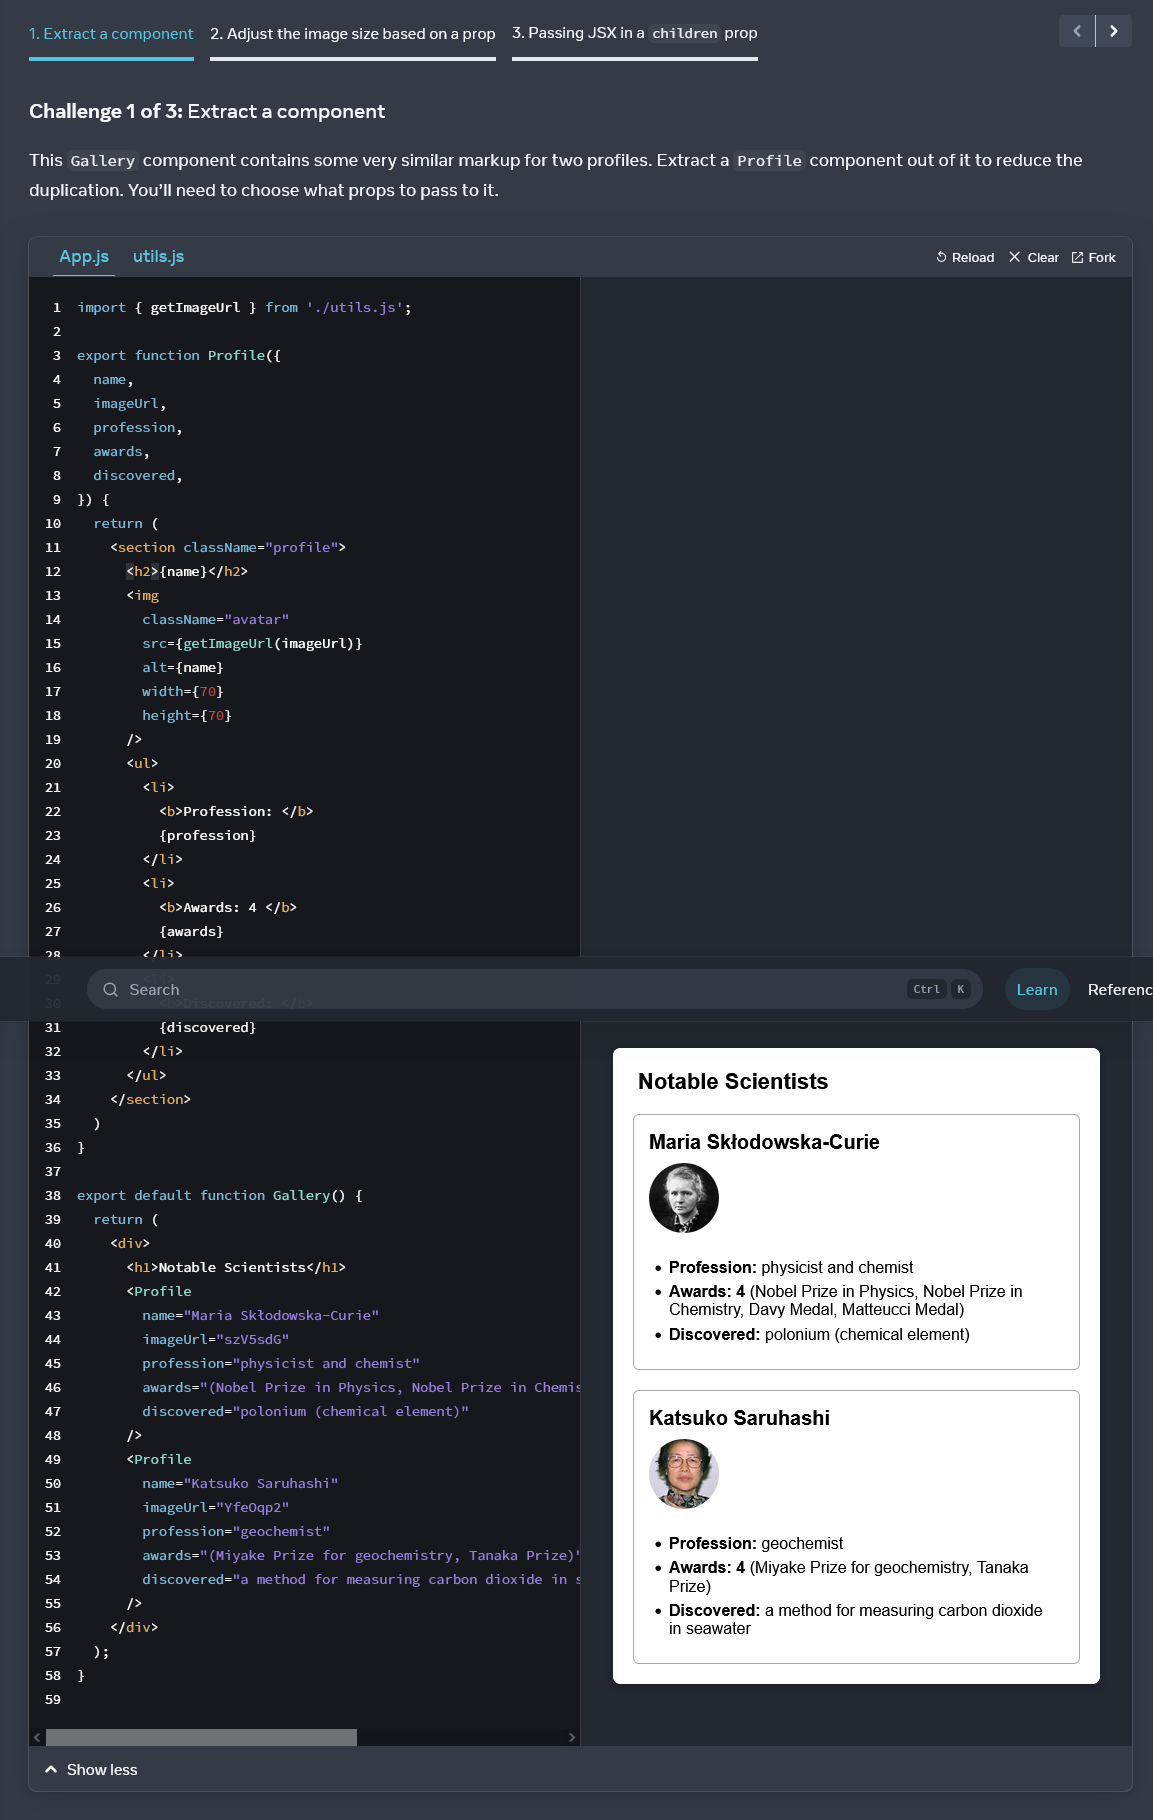 1. Extract a component 2. Adjust the image size based on a prop 3. Passing JSX in a children prop
Challenge 1 of 3: Extract a component
This Gallery component contains some very similar markup for two profiles. Extract a Profile component out of it to reduce the
duplication. You’ll need to choose what props to pass to it.
App.js utils.js Reload Clear Fork
1 import { getImageUrl } from './utils.js';
2
3 export function Profile({
4 name,
5 imageUrl,
6 profession,
7 awards,
8 discovered,
9 }) {
10 return (
11 <section className="profile">
12 <h2>{name}</h2>
13 <img
14 className="avatar"
15 src={getImageUrl(imageUrl)}
16 alt={name}
17 width={70}
18 height={70}
19 />
20 <ul>
21 <li>
22 <b>Profession: </b>
23 {profession}
24 </li>
25 <li>
26 <b>Awards: 4 </b>
27 {awards}
28 </li>
29
Search Ctrl K Learn Referenc
30 <b>Discovered: </b>
31 {discovered}
32 </li>
33 </ul>
34 </section>
35 )
36 }
37
38 export default function Gallery() {
39 return (
40 <div>
41 <h1>Notable Scientists</h1>
42 <Profile
43 name="Maria Skłodowska-Curie"
44 imageUrl="szV5sdG"
45 profession="physicist and chemist"
46 awards="(Nobel Prize in Physics, Nobel Prize in Chemis
47 discovered="polonium (chemical element)"
48 />
49 <Profile
50 name="Katsuko Saruhashi"
51 imageUrl="YfeOqp2"
52 profession="geochemist"
53 awards="(Miyake Prize for geochemistry, Tanaka Prize)"
54 discovered="a method for measuring carbon dioxide in s
55 />
56 </div>
57 );
58 }
59
Notable Scientists
Maria Skłodowska-Curie
• Profession: physicist and chemist
• Awards: 4 (Nobel Prize in Physics, Nobel Prize in
Chemistry, Davy Medal, Matteucci Medal)
• Discovered: polonium (chemical element)
Katsuko Saruhashi
• Profession: geochemist
• Awards: 4 (Miyake Prize for geochemistry, Tanaka
Prize)
• Discovered: a method for measuring carbon dioxide
in seawater
Show less